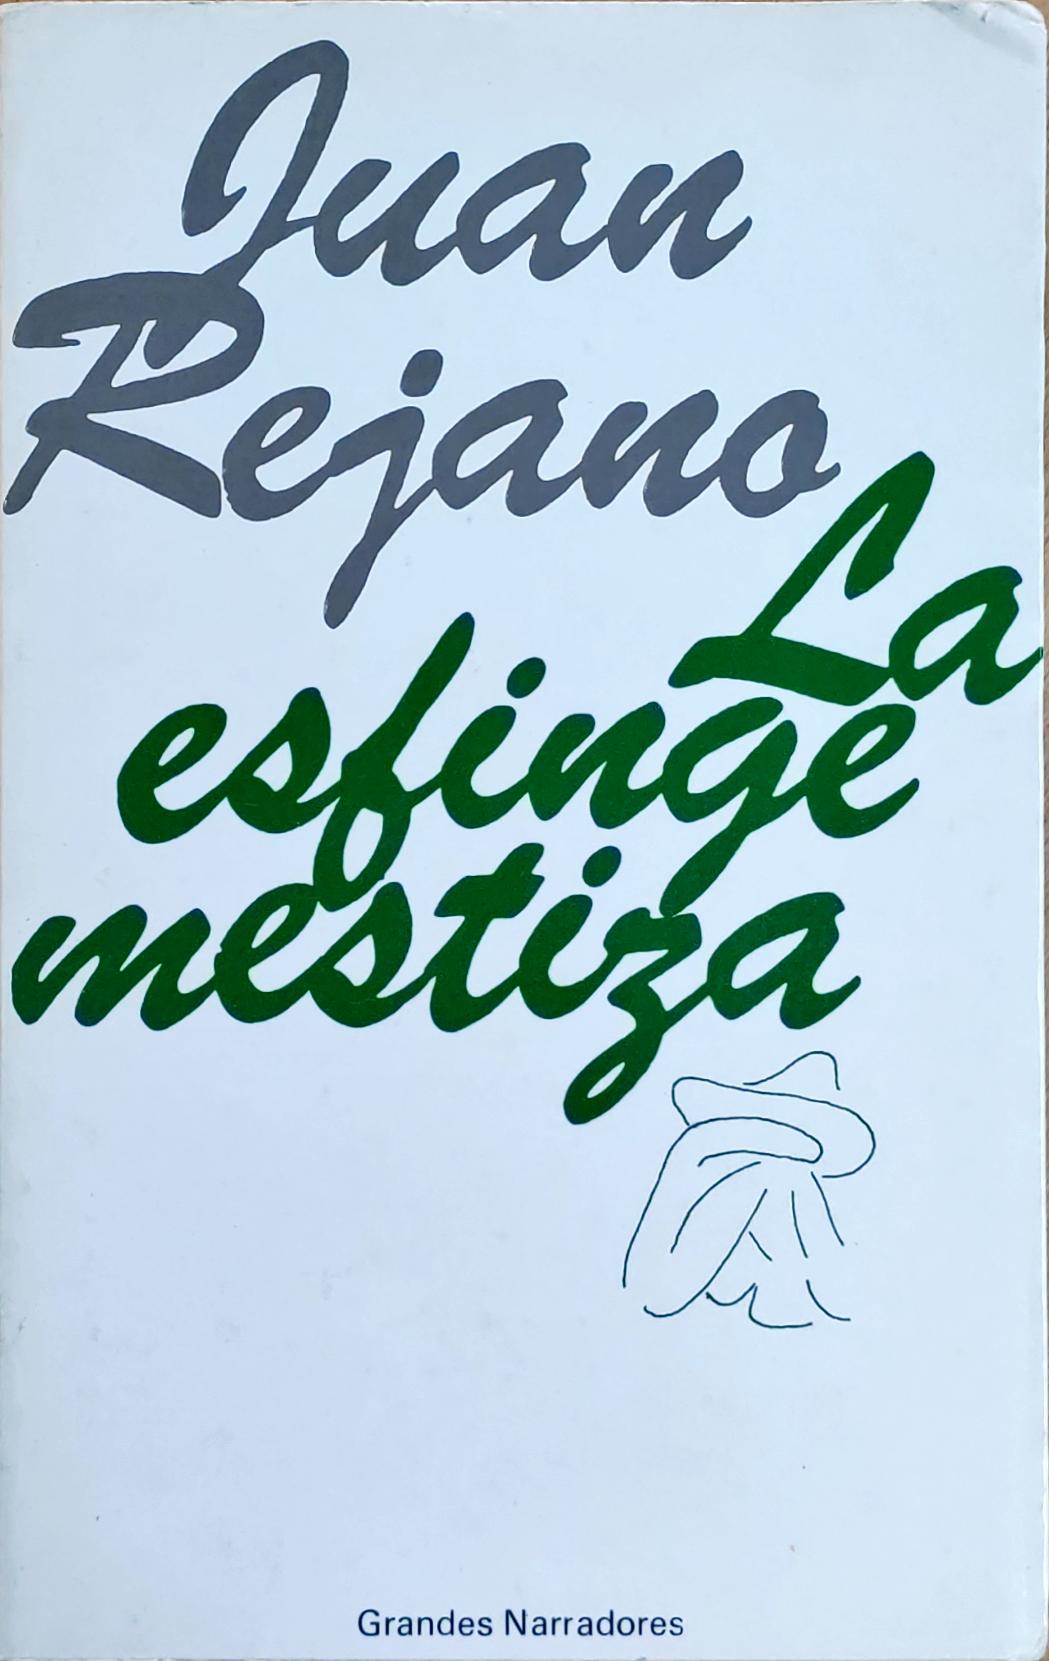 Juan
Rejano
La
esfinge
mestiza
Grandes Narradores